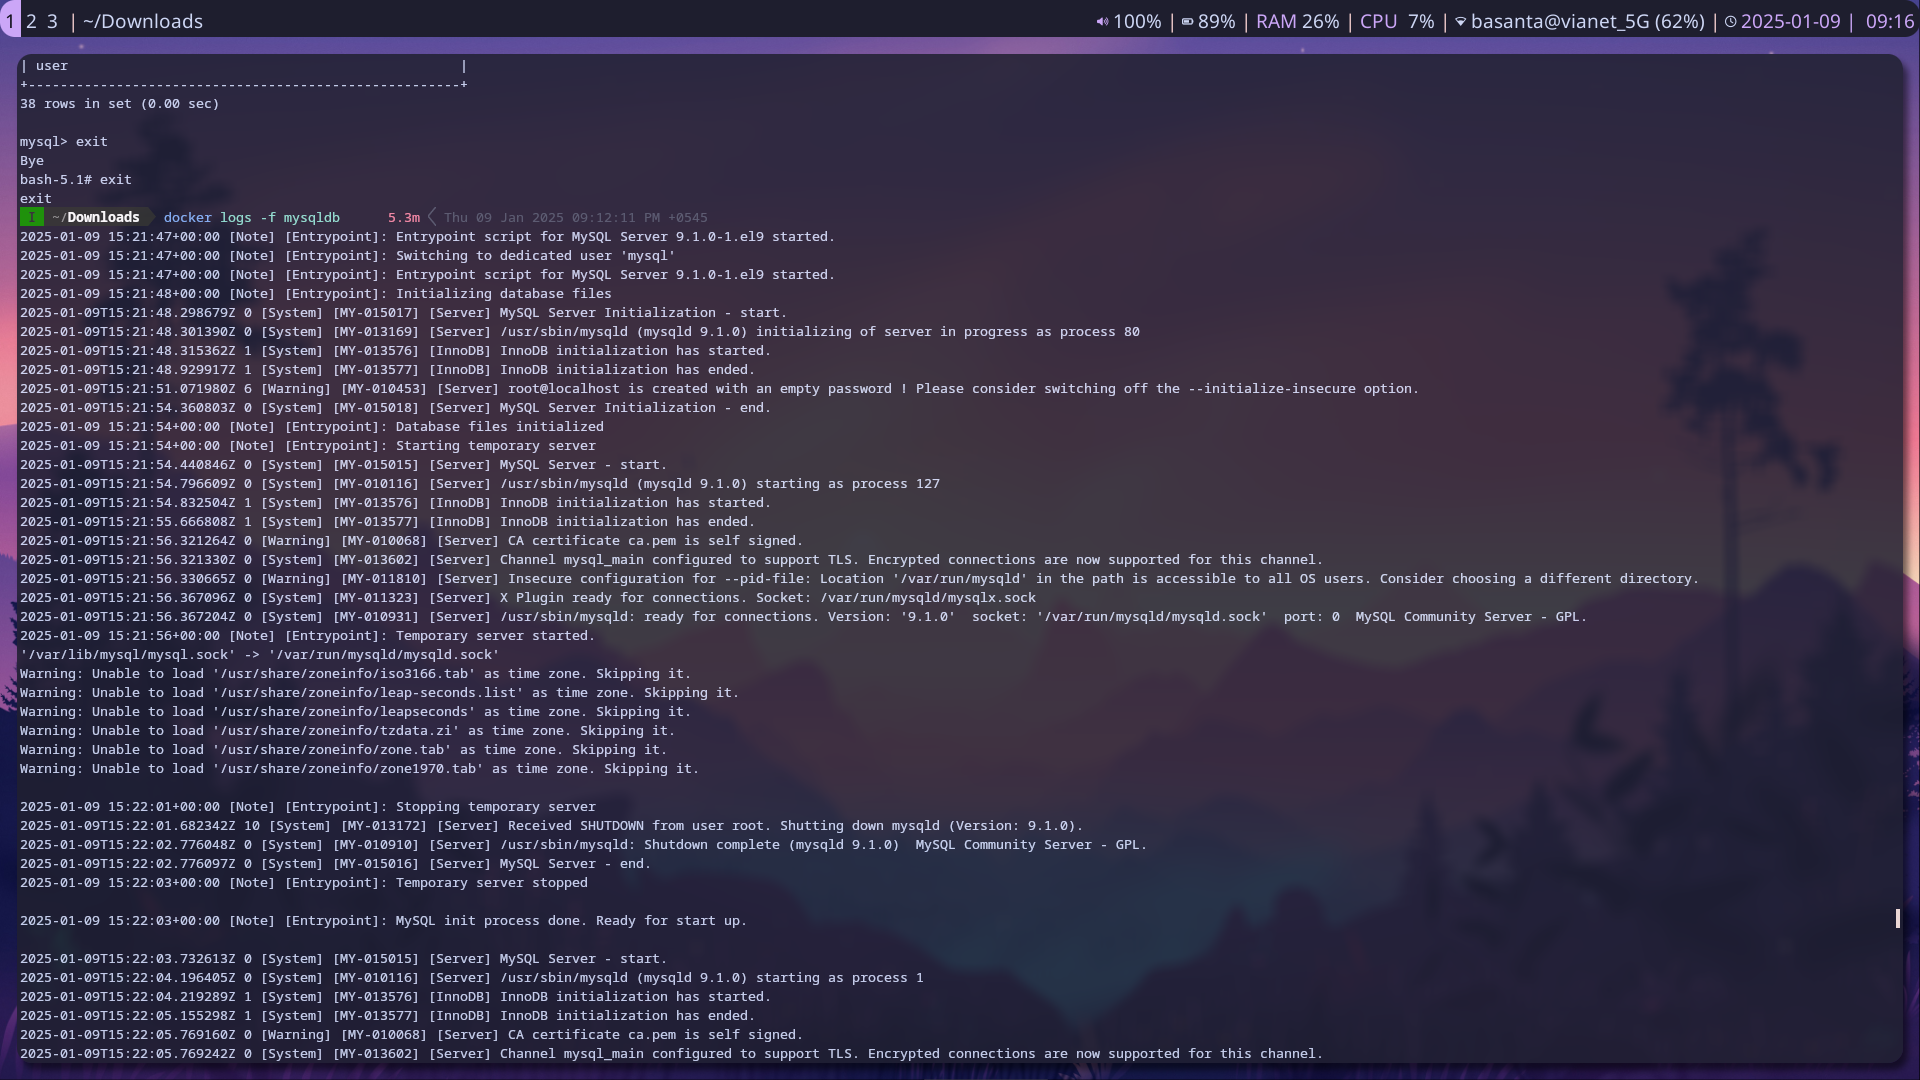 1 2 3 | ~/Downloads 100% | 89% | RAM 26% | CPU 7% | basanta@vianet_5G (62%) | 2025-01-09 | 09:16
| user |
+------------------------------------------------------+
38 rows in set (0.00 sec)
mysql> exit
Bye
bash-5.1# exit
exit
I ~/Downloads docker logs -f mysqldb 5.3m Thu 09 Jan 2025 09:12:11 PM +0545
2025-01-09 15:21:47+00:00 [Note] [Entrypoint]: Entrypoint script for MySQL Server 9.1.0-1.el9 started.
2025-01-09 15:21:47+00:00 [Note] [Entrypoint]: Switching to dedicated user 'mysql'
2025-01-09 15:21:47+00:00 [Note] [Entrypoint]: Entrypoint script for MySQL Server 9.1.0-1.el9 started.
2025-01-09 15:21:48+00:00 [Note] [Entrypoint]: Initializing database files
2025-01-09T15:21:48.298679Z 0 [System] [MY-015017] [Server] MySQL Server Initialization - start.
2025-01-09T15:21:48.301390Z 0 [System] [MY-013169] [Server] /usr/sbin/mysqld (mysqld 9.1.0) initializing of server in progress as process 80
2025-01-09T15:21:48.315362Z 1 [System] [MY-013576] [InnoDB] InnoDB initialization has started.
2025-01-09T15:21:48.929917Z 1 [System] [MY-013577] [InnoDB] InnoDB initialization has ended.
2025-01-09T15:21:51.071980Z 6 [Warning] [MY-010453] [Server] root@localhost is created with an empty password ! Please consider switching off the --initialize-insecure option.
2025-01-09T15:21:54.360803Z 0 [System] [MY-015018] [Server] MySQL Server Initialization - end.
2025-01-09 15:21:54+00:00 [Note] [Entrypoint]: Database files initialized
2025-01-09 15:21:54+00:00 [Note] [Entrypoint]: Starting temporary server
2025-01-09T15:21:54.440846Z 0 [System] [MY-015015] [Server] MySQL Server - start.
2025-01-09T15:21:54.796609Z 0 [System] [MY-010116] [Server] /usr/sbin/mysqld (mysqld 9.1.0) starting as process 127
2025-01-09T15:21:54.832504Z 1 [System] [MY-013576] [InnoDB] InnoDB initialization has started.
2025-01-09T15:21:55.666808Z 1 [System] [MY-013577] [InnoDB] InnoDB initialization has ended.
2025-01-09T15:21:56.321264Z 0 [Warning] [MY-010068] [Server] CA certificate ca.pem is self signed.
2025-01-09T15:21:56.321330Z 0 [System] [MY-013602] [Server] Channel mysql_main configured to support TLS. Encrypted connections are now supported for this channel.
2025-01-09T15:21:56.330665Z 0 [Warning] [MY-011810] [Server] Insecure configuration for --pid-file: Location '/var/run/mysqld' in the path is accessible to all OS users. Consider choosing a different directory.
2025-01-09T15:21:56.367096Z 0 [System] [MY-011323] [Server] X Plugin ready for connections. Socket: /var/run/mysqld/mysqlx.sock
2025-01-09T15:21:56.367204Z 0 [System] [MY-010931] [Server] /usr/sbin/mysqld: ready for connections. Version: '9.1.0'  socket: '/var/run/mysqld/mysqld.sock'  port: 0  MySQL Community Server - GPL.
2025-01-09 15:21:56+00:00 [Note] [Entrypoint]: Temporary server started.
'/var/lib/mysql/mysql.sock' -> '/var/run/mysqld/mysqld.sock'
Warning: Unable to load '/usr/share/zoneinfo/iso3166.tab' as time zone. Skipping it.
Warning: Unable to load '/usr/share/zoneinfo/leap-seconds.list' as time zone. Skipping it.
Warning: Unable to load '/usr/share/zoneinfo/leapseconds' as time zone. Skipping it.
Warning: Unable to load '/usr/share/zoneinfo/tzdata.zi' as time zone. Skipping it.
Warning: Unable to load '/usr/share/zoneinfo/zone.tab' as time zone. Skipping it.
Warning: Unable to load '/usr/share/zoneinfo/zone1970.tab' as time zone. Skipping it.
2025-01-09 15:22:01+00:00 [Note] [Entrypoint]: Stopping temporary server
2025-01-09T15:22:01.682342Z 10 [System] [MY-013172] [Server] Received SHUTDOWN from user root. Shutting down mysqld (Version: 9.1.0).
2025-01-09T15:22:02.776048Z 0 [System] [MY-010910] [Server] /usr/sbin/mysqld: Shutdown complete (mysqld 9.1.0)  MySQL Community Server - GPL.
2025-01-09T15:22:02.776097Z 0 [System] [MY-015016] [Server] MySQL Server - end.
2025-01-09 15:22:03+00:00 [Note] [Entrypoint]: Temporary server stopped
2025-01-09 15:22:03+00:00 [Note] [Entrypoint]: MySQL init process done. Ready for start up.
2025-01-09T15:22:03.732613Z 0 [System] [MY-015015] [Server] MySQL Server - start.
2025-01-09T15:22:04.196405Z 0 [System] [MY-010116] [Server] /usr/sbin/mysqld (mysqld 9.1.0) starting as process 1
2025-01-09T15:22:04.219289Z 1 [System] [MY-013576] [InnoDB] InnoDB initialization has started.
2025-01-09T15:22:05.155298Z 1 [System] [MY-013577] [InnoDB] InnoDB initialization has ended.
2025-01-09T15:22:05.769160Z 0 [Warning] [MY-010068] [Server] CA certificate ca.pem is self signed.
2025-01-09T15:22:05.769242Z 0 [System] [MY-013602] [Server] Channel mysql_main configured to support TLS. Encrypted connections are now supported for this channel.